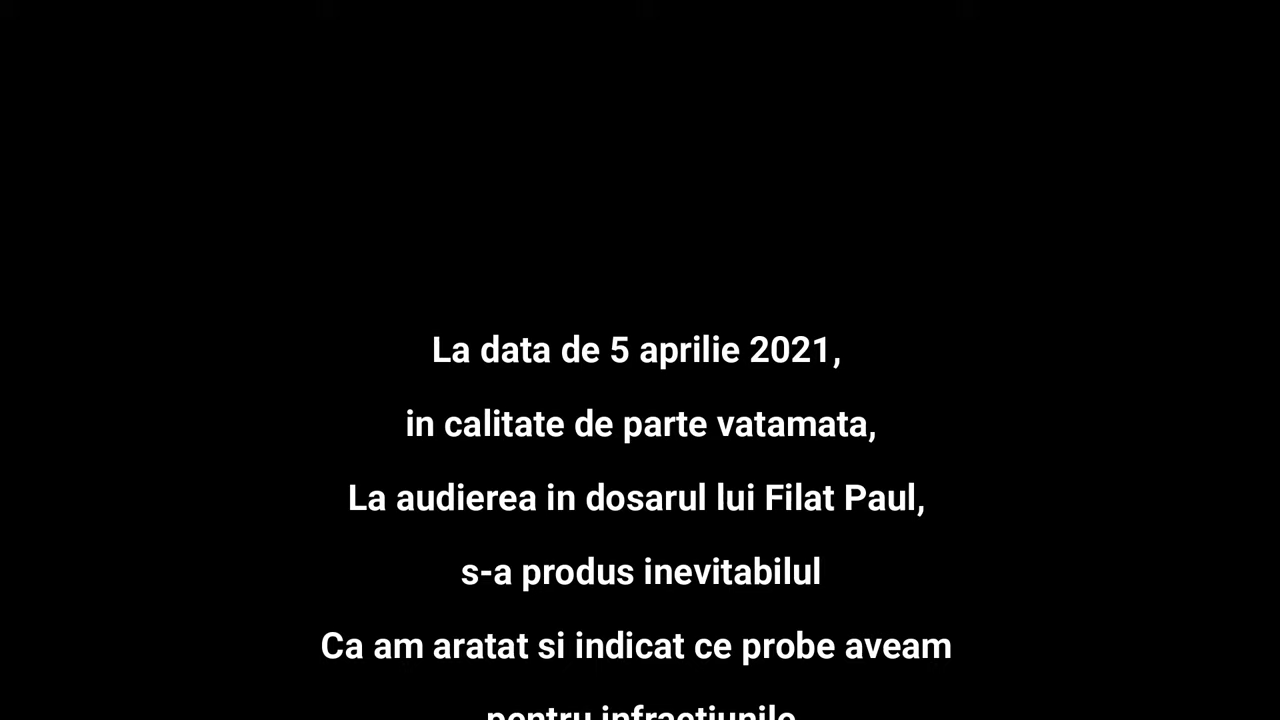 La data de 5 aprilie 2021,
in calitate de parte vatamata,
La audierea in dosarul lui Filat Paul,
s-a produs inevitabilul
Ca am aratat si indicat ce probe aveam
pentru infractiunile